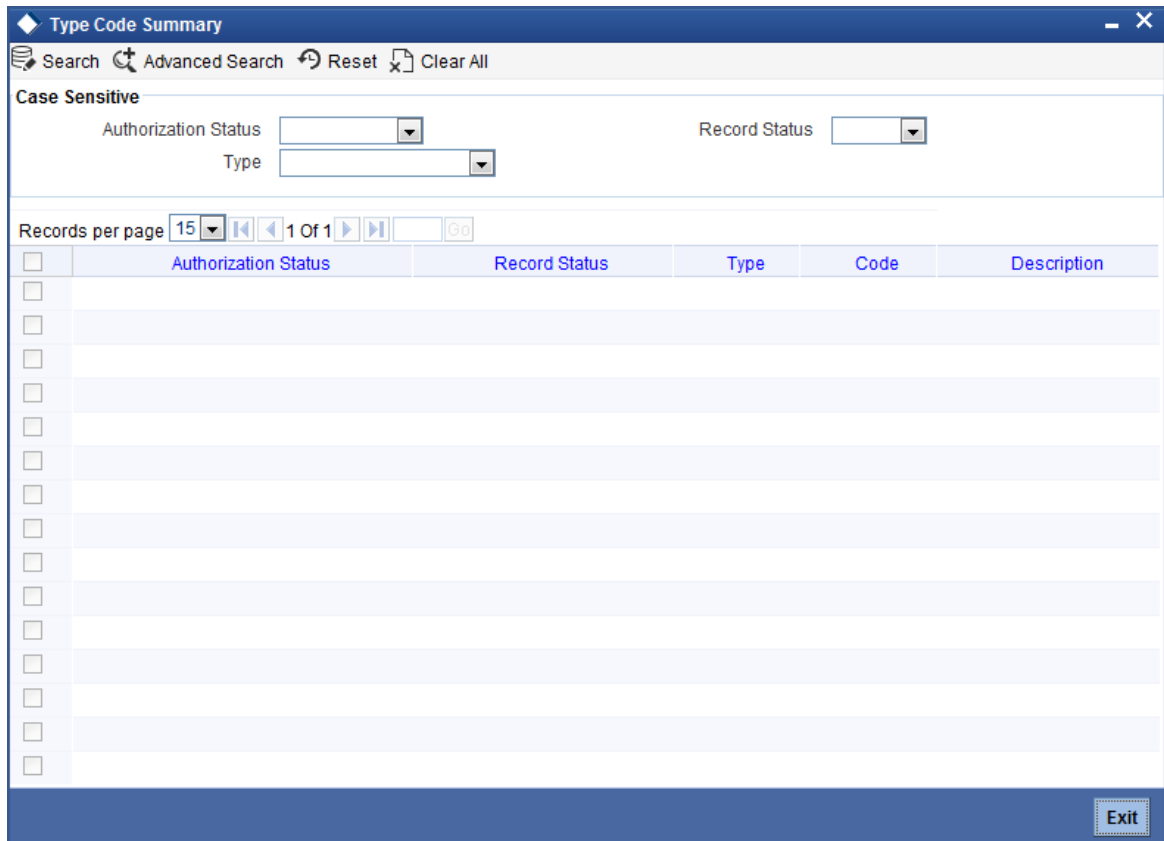 Type Code Summary
Search Advanced Search Reset Clear All
Case Sensitive
Authorization Status Record Status
Type
Records per page 15 1 Of 1 Go
Authorization Status Record Status Type Code Description
Exit